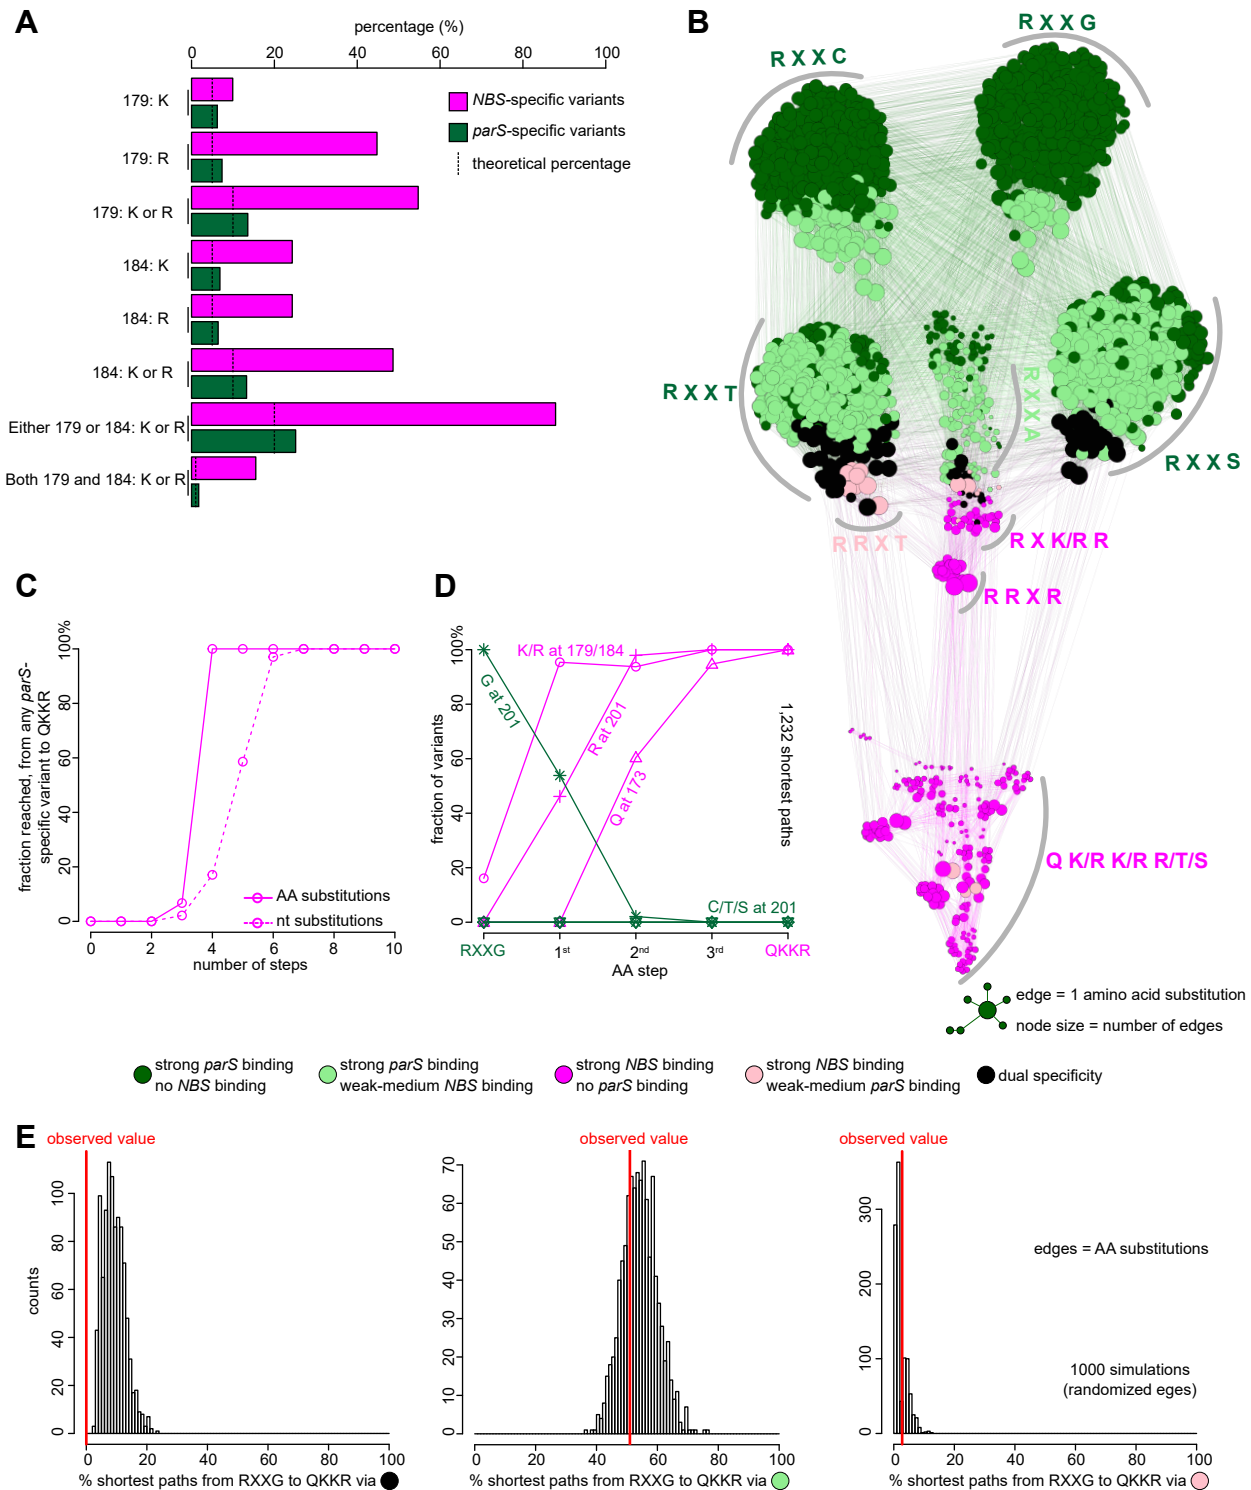 A
percentage (%)
0 20 40 60 80 100
179: K
179: R
179: K or R
184: K
184: R
184: K or R
Either 179 or 184: K or R
Both 179 and 184: K or R
NBS-specific variants
parS-specific variants
theoretical percentage
B
R X X C
R X X G
R X X T
R X X A
R X X S
R R X T
R X K/R R
R R X R
Q K/R K/R R/T/S
edge = 1 amino acid substitution
node size = number of edges
C
fraction reached, from any parS-
specific variant to QKKR
0 20 40 60 80 100%
AA substitutions
nt substitutions
0 2 4 6 8 10
number of steps
D
fraction of variants
0 20 40 60 80 100%
K/R at 179/184
G at 201
R at 201
Q at 173
C/T/S at 201
1,232 shortest paths
RXXG 1st 2nd 3rd QKKR
AA step
strong parS binding
no NBS binding
strong parS binding
weak-medium NBS binding
strong NBS binding
no parS binding
strong NBS binding
weak-medium parS binding
dual specificity
E
observed value
counts
0 20 40 60 80 100
0 20 40 60 80 100
% shortest paths from RXXG to QKKR via
observed value
0 10 20 30 40 50 60 70
0 20 40 60 80 100
% shortest paths from RXXG to QKKR via
observed value
0 100 200 300
edges = AA substitutions
1000 simulations
(randomized eges)
0 20 40 60 80 100
% shortest paths from RXXG to QKKR via